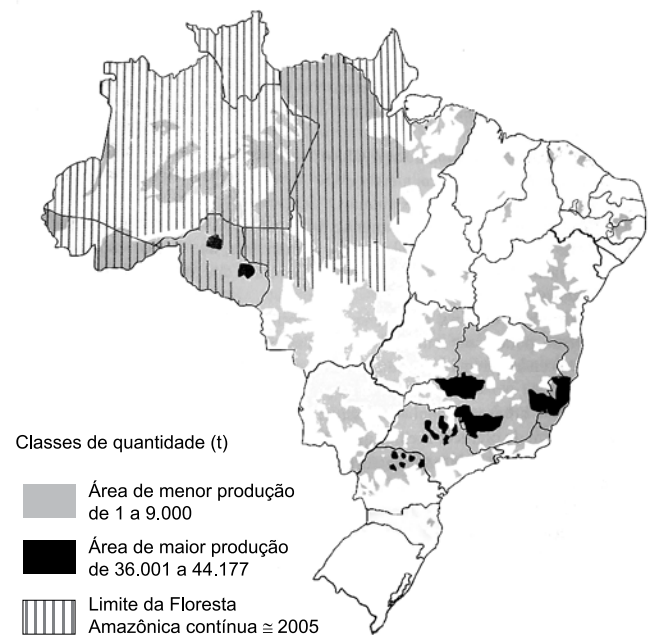 Classes de quantidade (t)
Área de menor produção
de 1 a 9.000
Área de maior produção
de 36.001 a 44.177
Limite da Floresta
Amazônica contínua ≅ 2005